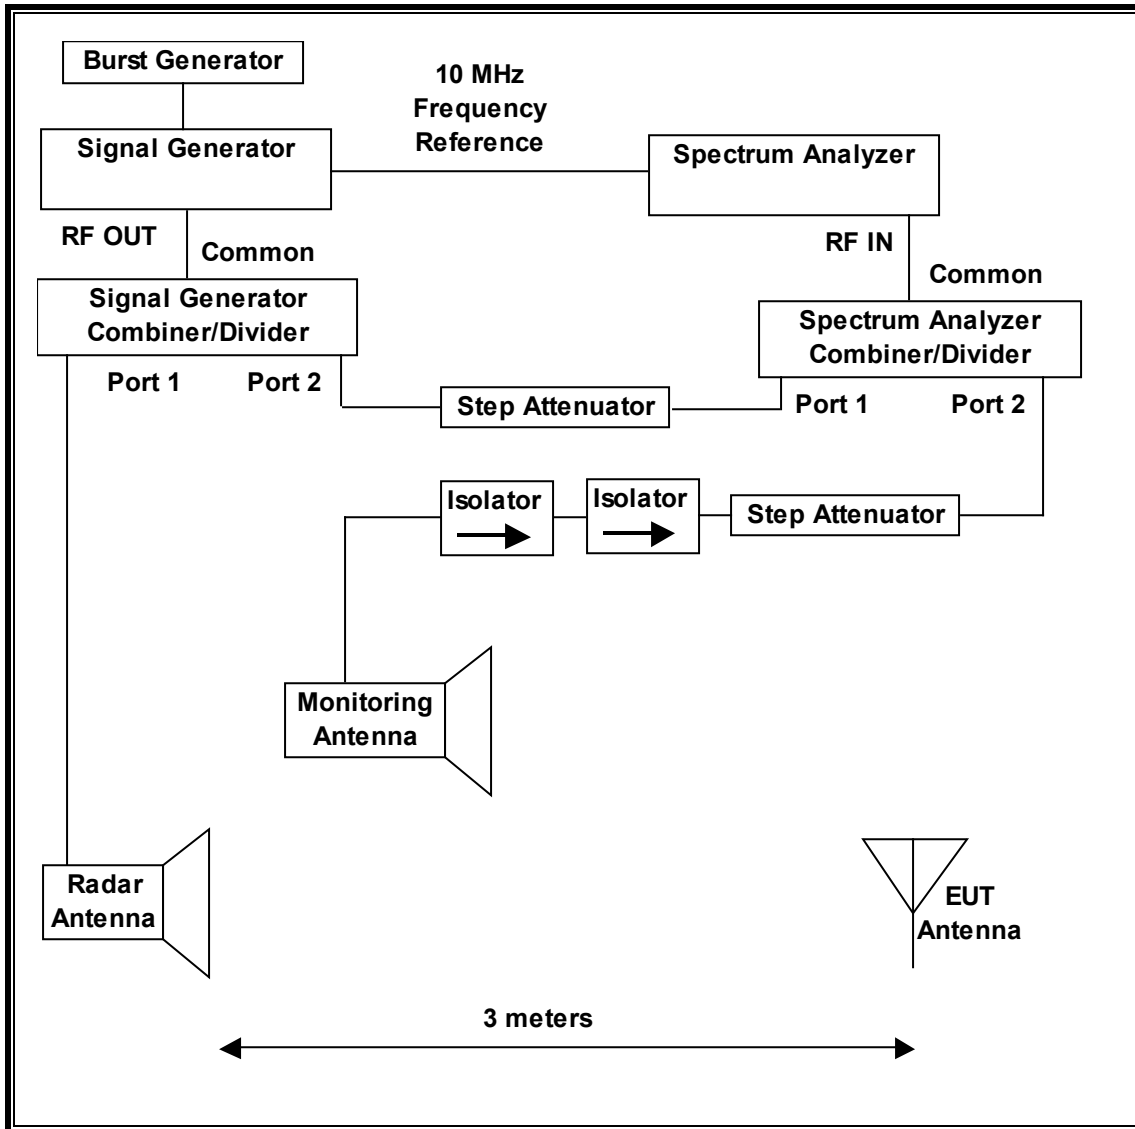 Burst Generator
10 MHz
Frequency
Reference
Signal Generator
Spectrum Analyzer
RF OUT
Common
RF IN
Common
Signal Generator
Combiner/Divider
Spectrum Analyzer
Combiner/Divider
Port 1
Port 2
Step Attenuator
Port 1
Port 2
Isolator
Isolator
Step Attenuator
Monitoring
Antenna
Radar
Antenna
EUT
Antenna
3 meters